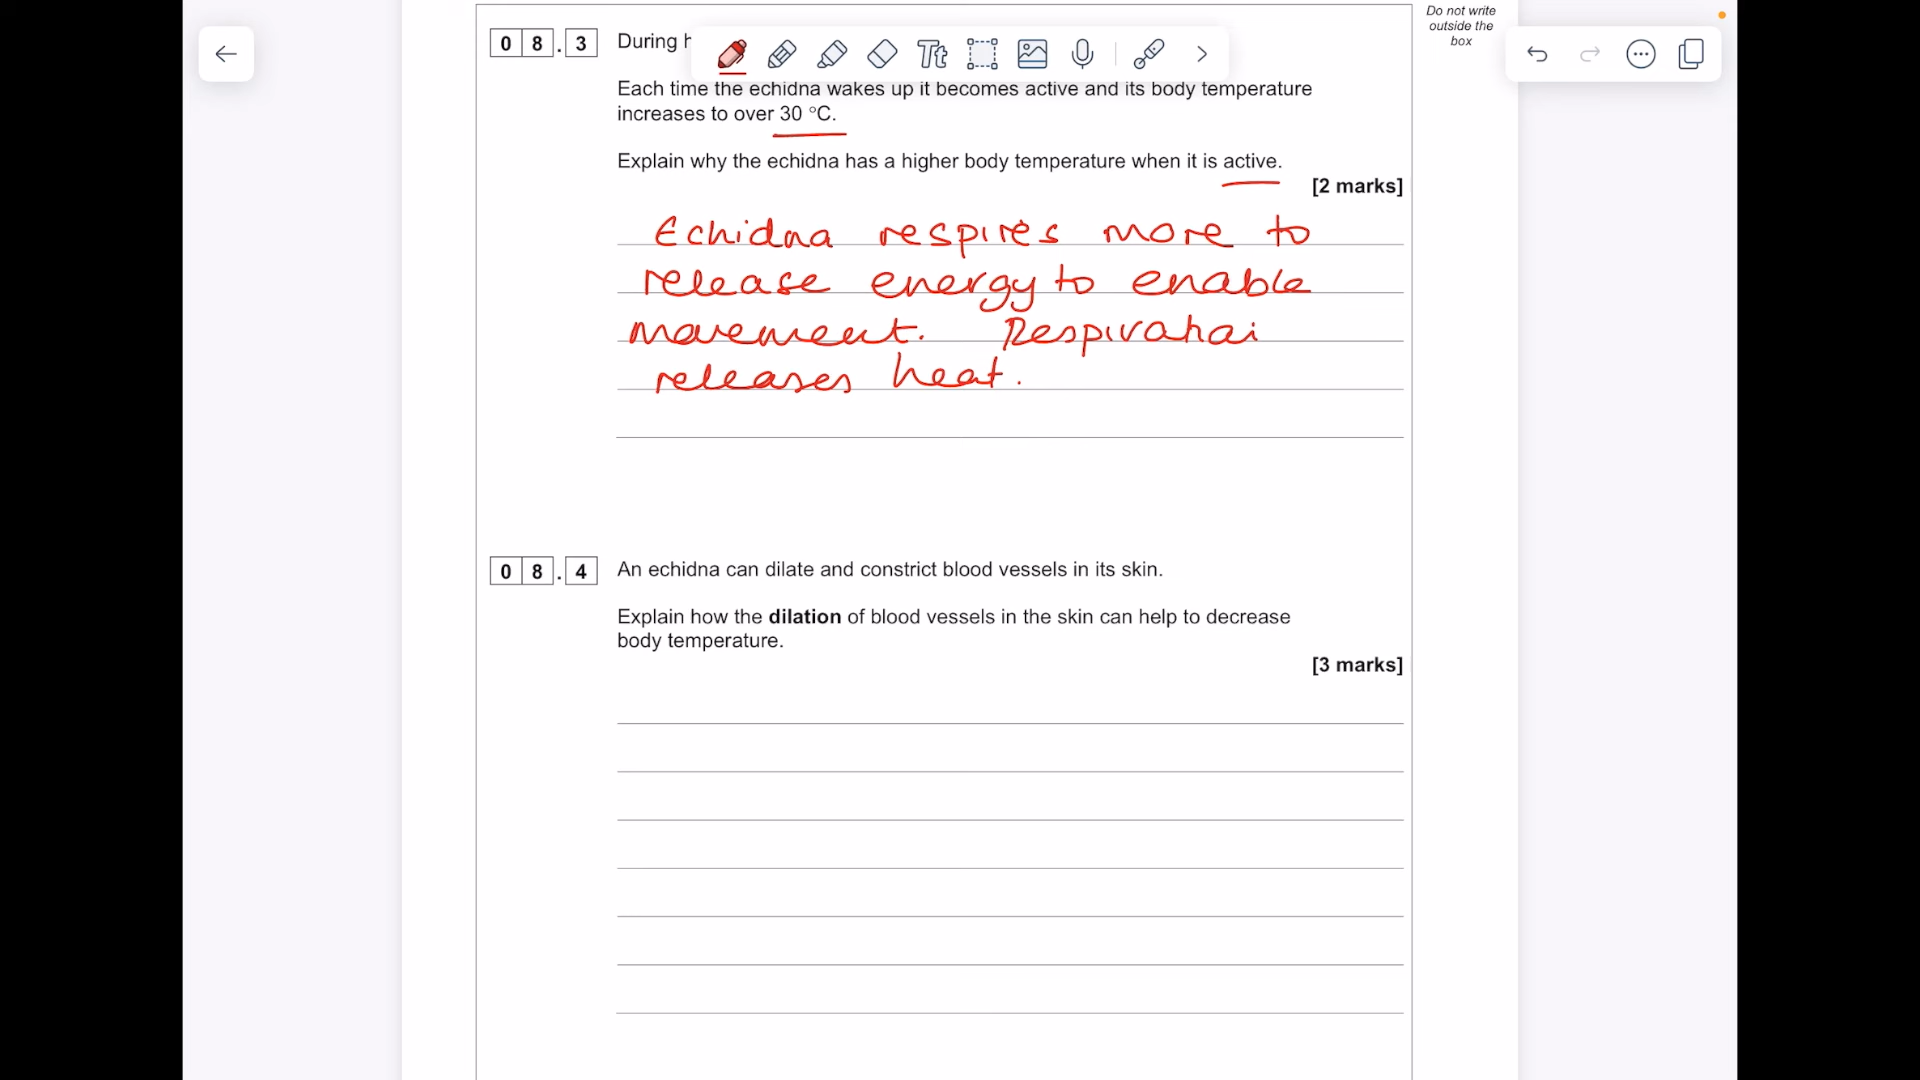 Do not write
outside the
box
0 8 . 3 During h
Each time the echidna wakes up it becomes active and its body temperature
increases to over 30 °C.
Explain why the echidna has a higher body temperature when it is active.
[2 marks]
Echidna respires more to
release energy to enable
movement. Respiration
releases heat.
0 8 . 4 An echidna can dilate and constrict blood vessels in its skin.
Explain how the dilation of blood vessels in the skin can help to decrease
body temperature.
[3 marks]